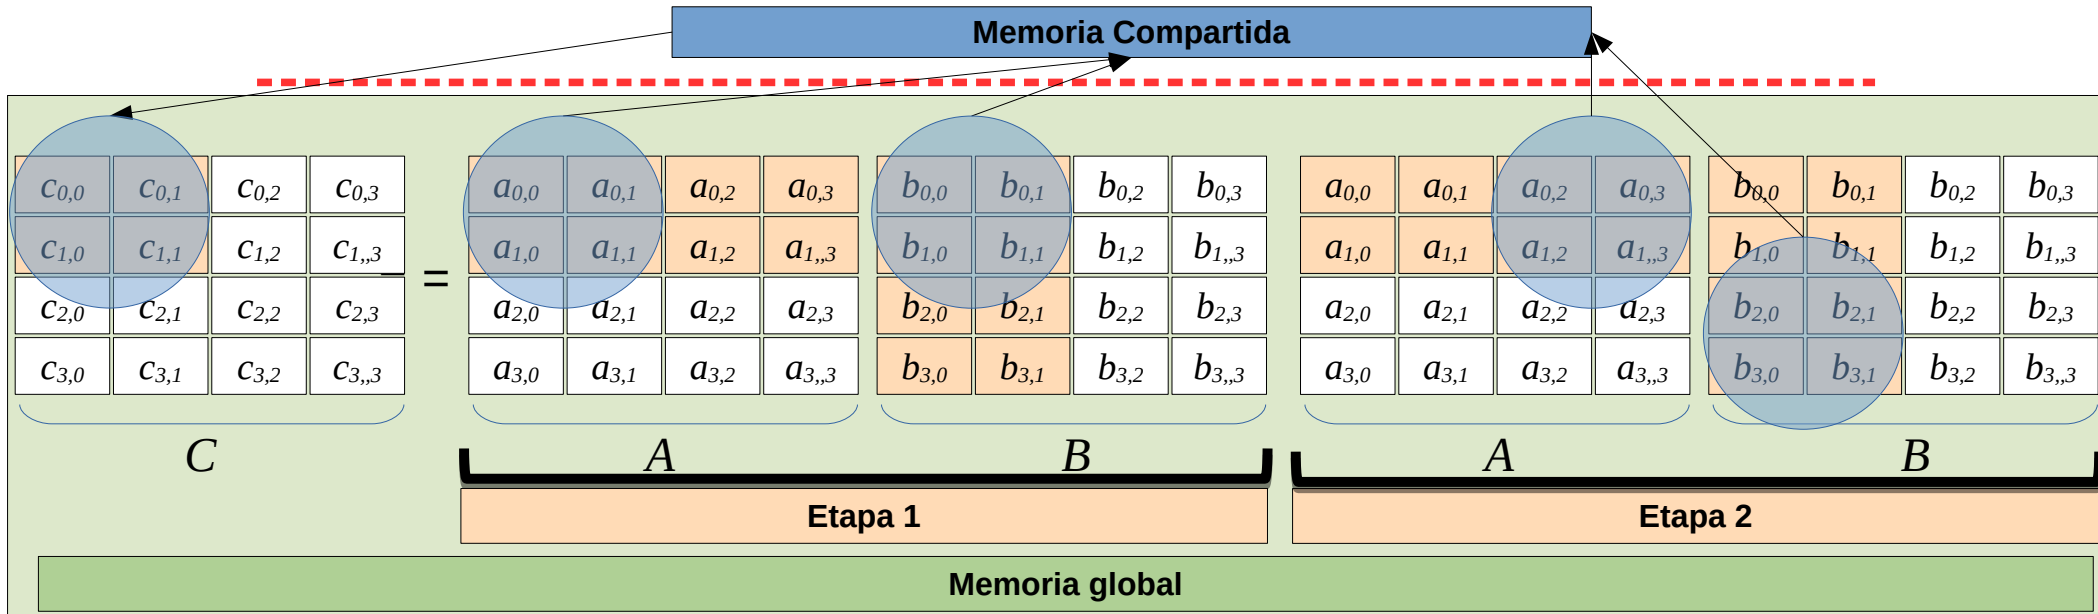 Memoria Compartida
c0,0 c0,1 c0,2 c0,3 a0,0 a0,1 a0,2 a0,3 b0,0 b0,1 b0,2 b0,3 a0,0 a0,1 a0,2 a0,3 b0,0 b0,1 b0,2 b0,3
c1,0 c1,1 c1,2 c1,,3 a1,0 a1,1 a1,2 a1,,3 b1,0 b1,1 b1,2 b1,,3 a1,0 a1,1 a1,2 a1,,3 b1,0 b1,1 b1,2 b1,,3
=
c2,0 c2,1 c2,2 c2,3 a2,0 a2,1 a2,2 a2,3 b2,0 b2,1 b2,2 b2,3 a2,0 a2,1 a2,2 a2,3 b2,0 b2,1 b2,2 b2,3
c3,0 c3,1 c3,2 c3,,3 a3,0 a3,1 a3,2 a3,,3 b3,0 b3,1 b3,2 b3,,3 a3,0 a3,1 a3,2 a3,,3 b3,0 b3,1 b3,2 b3,,3
C A B A B
Etapa 1 Etapa 2
Memoria global